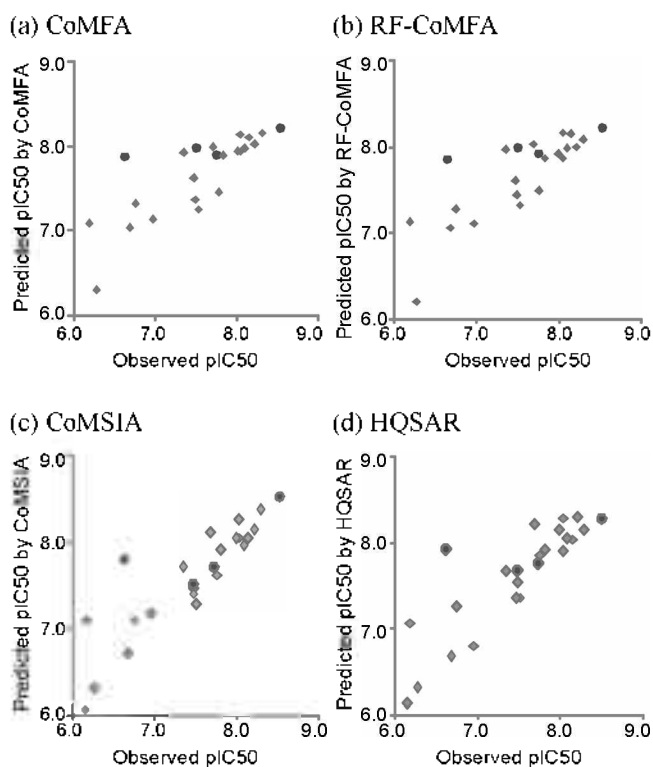 (a) CoMFA
Predicted pIC50 by CoMFA
9.0
8.0
7.0
6.0
6.0 7.0 8.0 9.0
Observed pIC50
(b) RF-CoMFA
Predicted pIC50 by RF-CoMFA
9.0
8.0
7.0
6.0
6.0 7.0 8.0 9.0
Observed pIC50
(c) CoMSIA
Predicted pIC50 by CoMSIA
9.0
8.0
7.0
6.0
6.0 7.0 8.0 9.0
Observed pIC50
(d) HQSAR
Predicted pIC50 by HQSAR
9.0
8.0
7.0
6.0
6.0 7.0 8.0 9.0
Observed pIC50